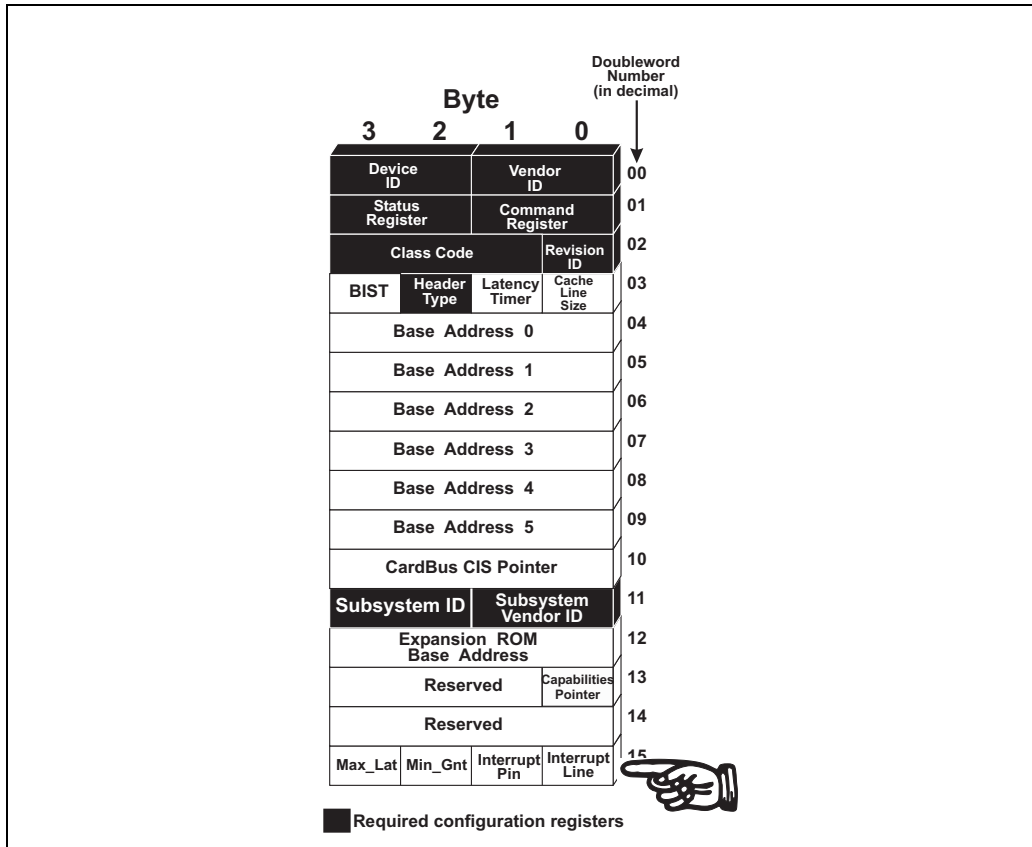 Doubleword
Number
(in decimal)
Byte
3 2 1 0
Device
ID
Vendor
ID
00
Status
Register
Command
Register
01
Class Code
Revision
ID
02
BIST
Header
Type
Latency
Timer
Cache
Line
Size
03
Base Address 0
04
Base Address 1
05
Base Address 2
06
Base Address 3
07
Base Address 4
08
Base Address 5
09
CardBus CIS Pointer
10
Subsystem ID
Subsystem
Vendor ID
11
Expansion ROM
Base Address
12
Reserved
Capabilities
Pointer
13
Reserved
14
Max_Lat
Min_Gnt
Interrupt
Pin
Interrupt
Line
15
Required configuration registers